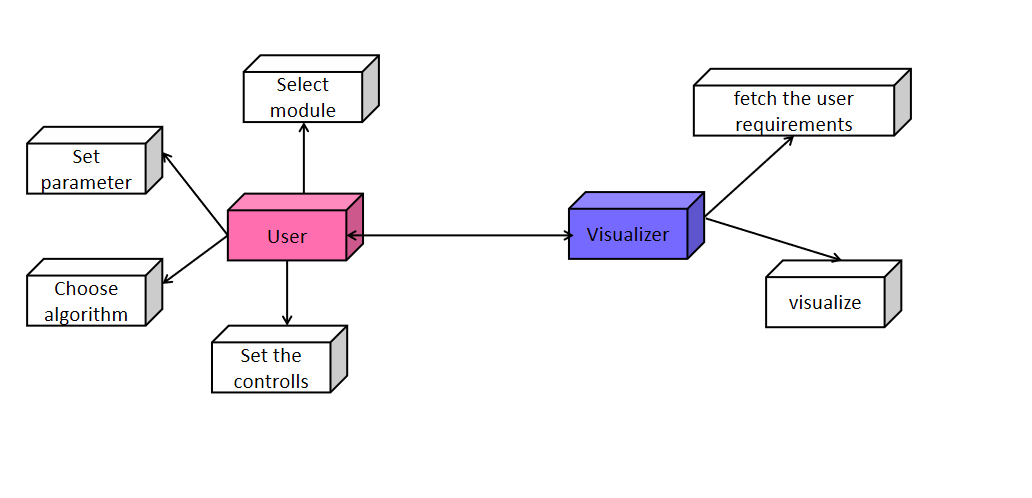 Select
module
fetch the user
requirements
Set
parameter
User
Visualizer
Choose
algorithm
visualize
Set the
controlls